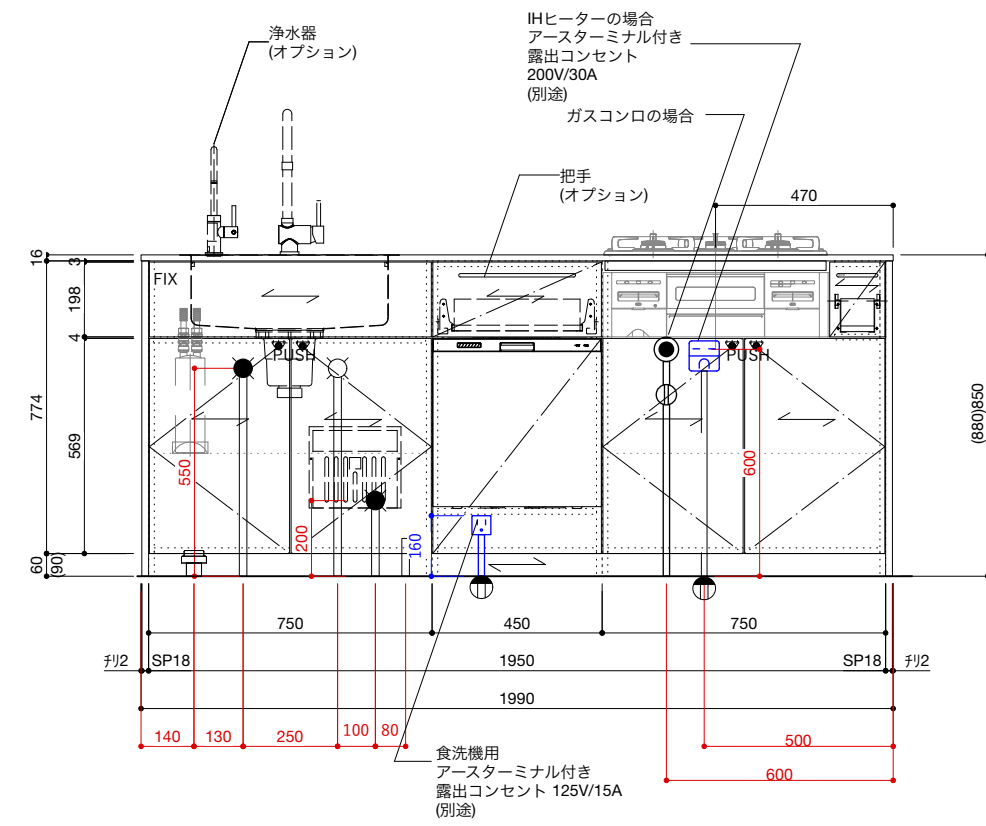 浄水器
(オプション)
IHヒーターの場合
アースターミナル付き
露出コンセント
200V/30A
(別途)
ガスコンロの場合
把手
(オプション)
470
16
3
FIX
198
4
PUSH
PUSH
774
569
550
600
(880)850
200
160
60
(90)
750
450
750
チリ2
SP18
1950
SP18
チリ2
1990
140
130
250
100
80
500
600
食洗機用
アースターミナル付き
露出コンセント 125V/15A
(別途)